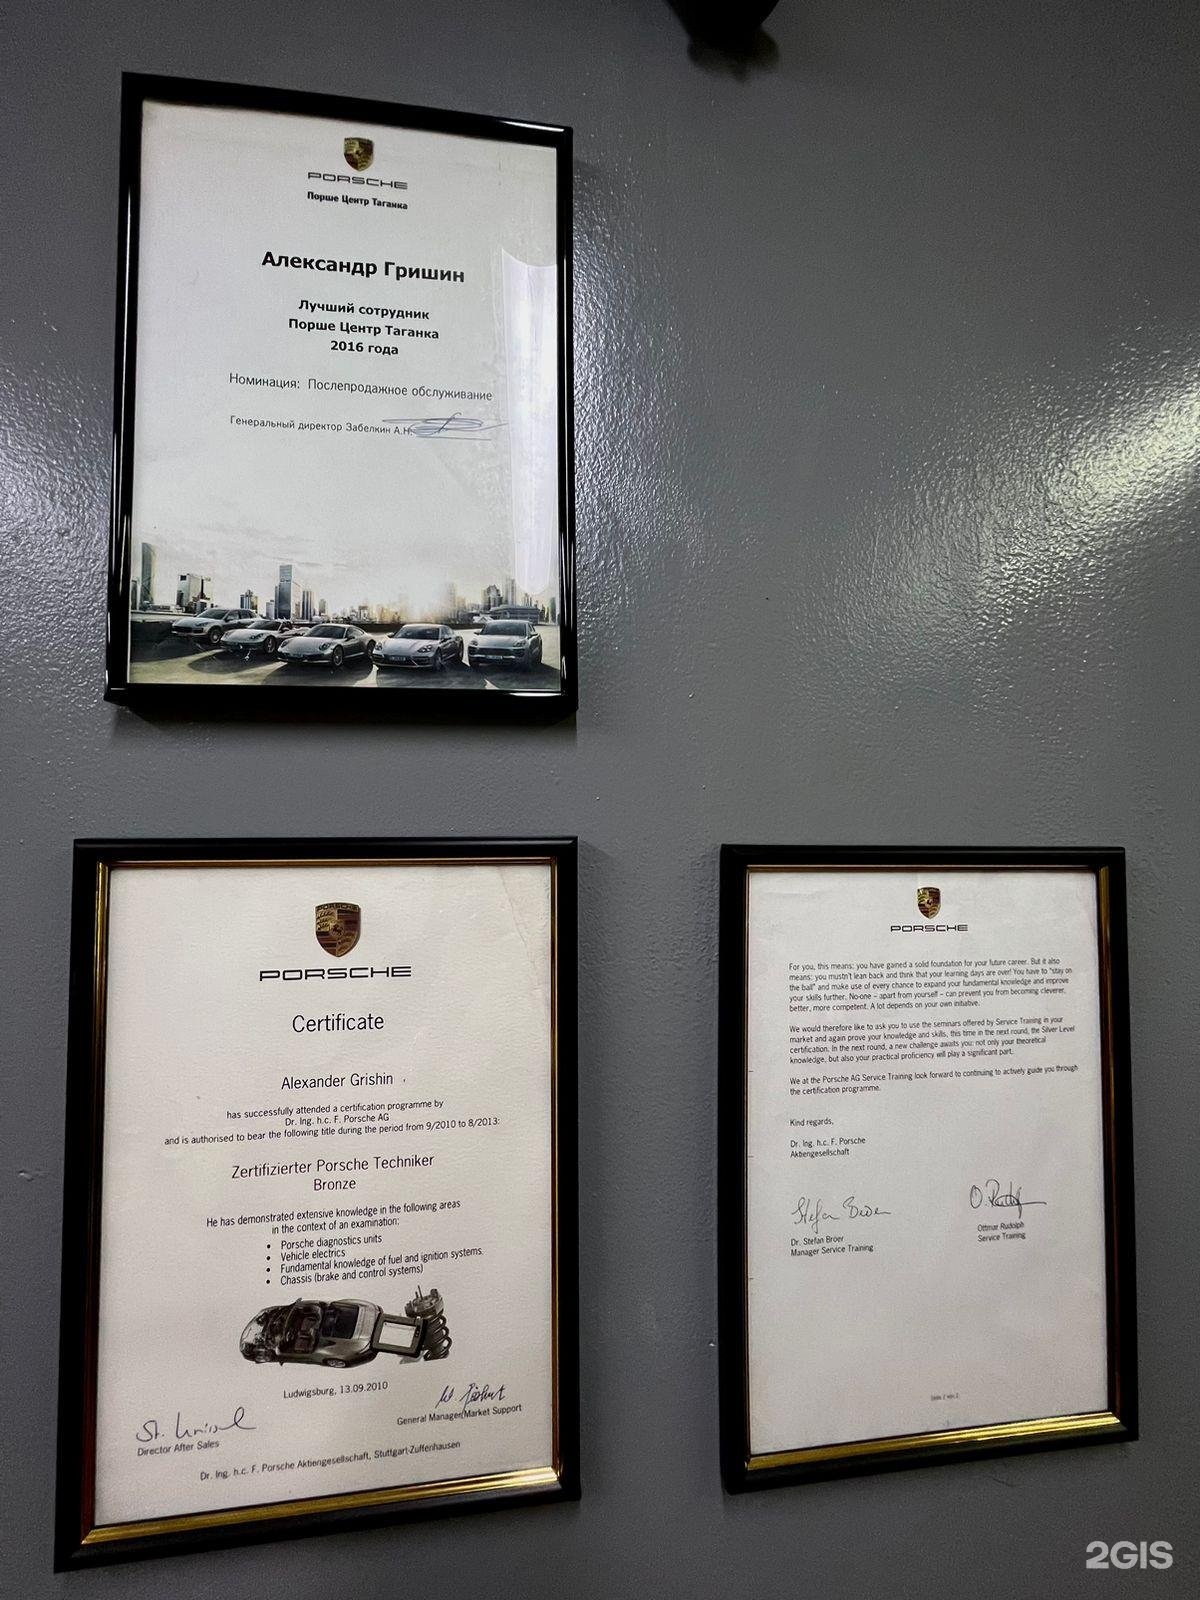 PORSCHE
Порше Центр Таганка
Александр Гришин
Лучший сотрудник
Порше Центр Таганка
2016 года
Номинация: Послепродажное обслуживание
Генеральный директор Забелкин А.Н.
PORSCHE
Certificate
Alexander Grishin
has successfully attended a certification programme by
Dr. Ing. h.c. F. Porsche AG
and is authorised to bear the following title during the period from 9/2010 to 8/2013:
Zertifizierter Porsche Techniker
Bronze
He has demonstrated extensive knowledge in the following areas
in the context of an examination:
• Porsche diagnostics units
• Vehicle electrics
• Fundamental knowledge of fuel and ignition systems.
• Chassis (brake and control systems)
Ludwigsburg, 13.09.2010
Director After Sales
General Manager Market Support
Dr. Ing. h.c. F. Porsche Aktiengesellschaft, Stuttgart-Zuffenhausen
PORSCHE
For you, this means: you have gained a solid foundation for your future career. But it also
means: you mustn't lean back and think that your learning days are over! You have to "stay on
the ball" and make use of every chance to expand your fundamental knowledge and improve
your skills further. No-one – apart from yourself – can prevent you from becoming cleverer,
better, more competent. A lot depends on your own initiative.
We would therefore like to ask you to use the seminars offered by Service Training in your
market and again prove your knowledge and skills, this time in the next round, the Silver Level
certification. In the next round, a new challenge awaits you: not only your theoretical
knowledge, but also your practical proficiency will play a significant part.
We at the Porsche AG Service Training look forward to continuing to actively guide you through
the certification programme.
Kind regards,
Dr. Ing. h.c. F. Porsche
Aktiengesellschaft
Stefan Broer
O. Rudolph
Dr. Stefan Broer
Manager Service Training
Ottmar Rudolph
Service Training
Seite 2 von 2
2GIS